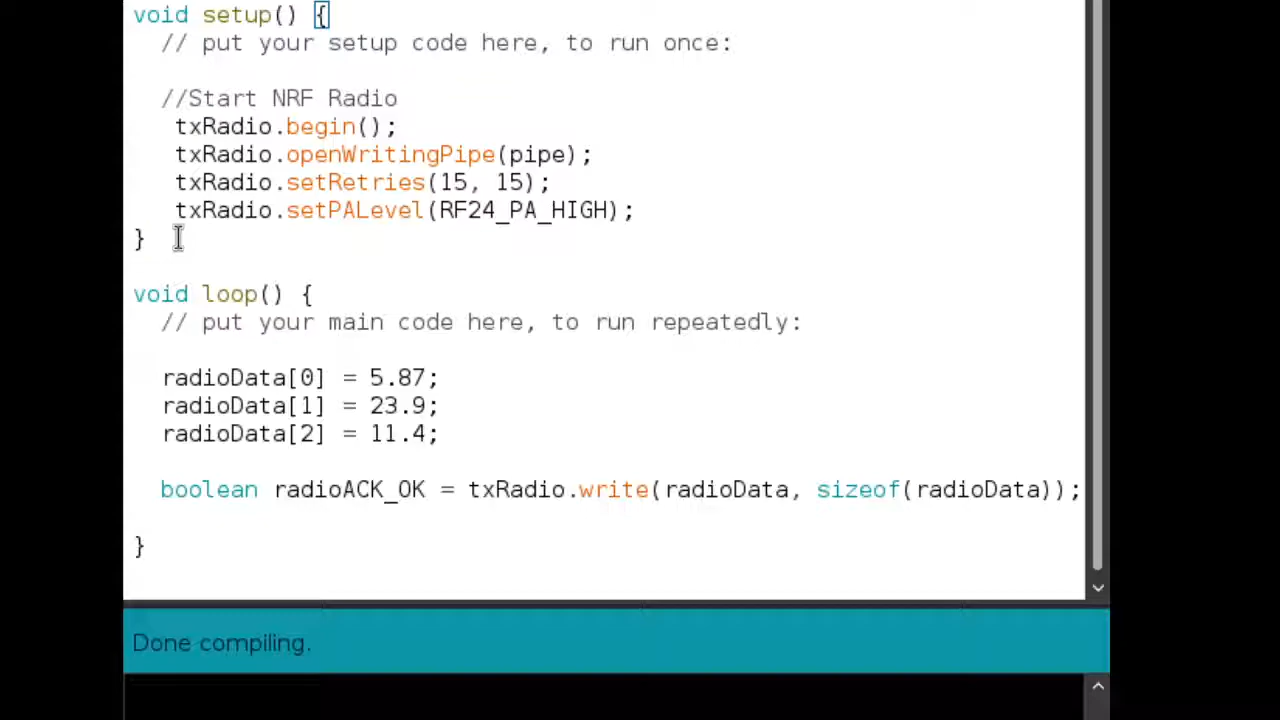 void setup() {
  // put your setup code here, to run once:

  //Start NRF Radio
   txRadio.begin();
   txRadio.openWritingPipe(pipe);
   txRadio.setRetries(15, 15);
   txRadio.setPALevel(RF24_PA_HIGH);
}

void loop() {
  // put your main code here, to run repeatedly:

  radioData[0] = 5.87;
  radioData[1] = 23.9;
  radioData[2] = 11.4;

  boolean radioACK_OK = txRadio.write(radioData, sizeof(radioData));

}
Done compiling.